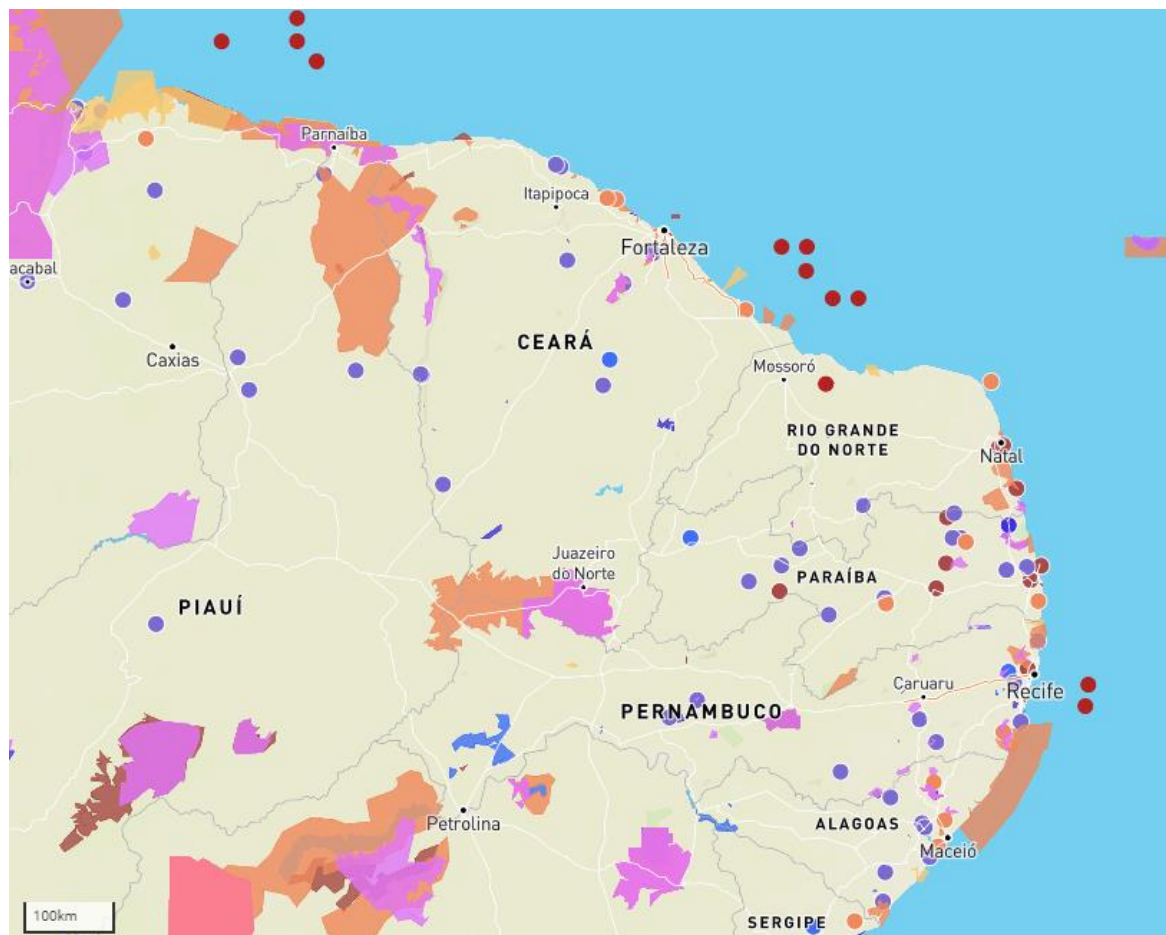 Parnaíba
Itapipoca
Fortaleza
acabal
CEARÁ
Caxias
Mossoró
RIO GRANDE
DO NORTE
Natal
Juazeiro
do Norte
PARAÍBA
PIAUÍ
Caruaru
Recife
PERNAMBUCO
Petrolina
ALAGOAS
Maceió
100km
SERGIPE